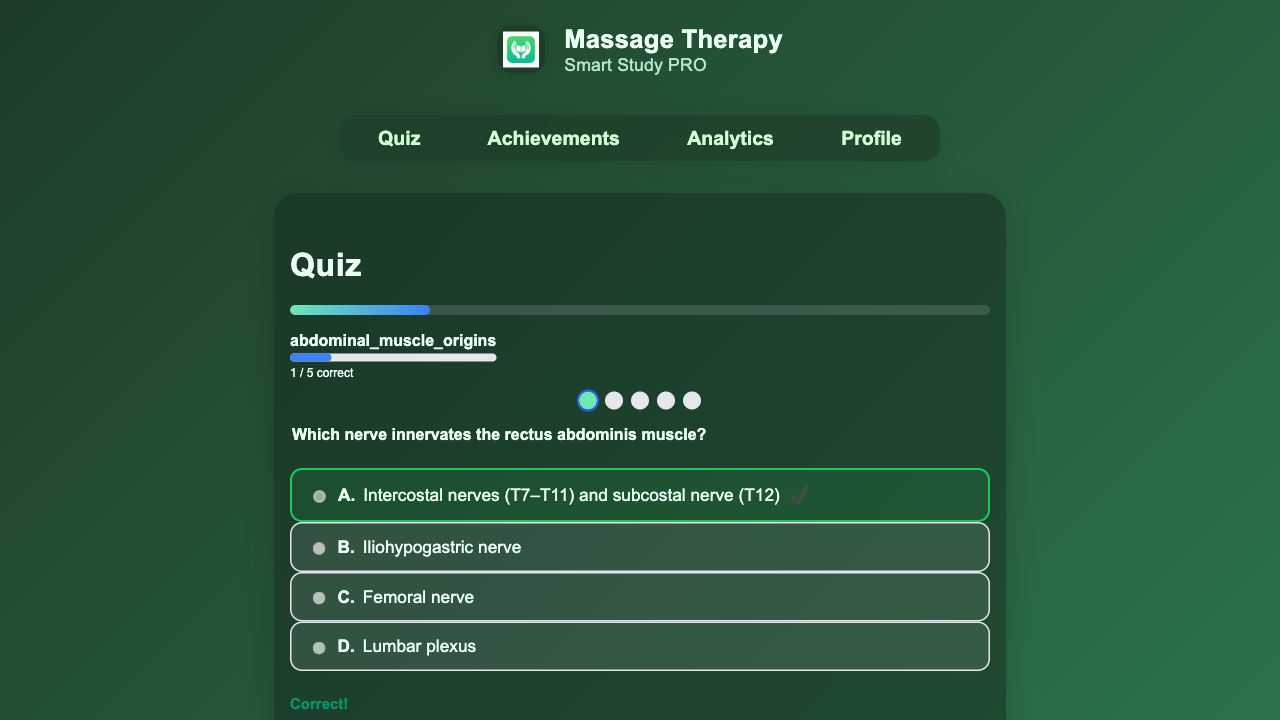 Massage Therapy
Smart Study PRO
Quiz
Achievements
Analytics
Profile
Quiz
abdominal_muscle_origins
1 / 5 correct
Which nerve innervates the rectus abdominis muscle?
A. Intercostal nerves (T7–T11) and subcostal nerve (T12) ✔
B. Iliohypogastric nerve
C. Femoral nerve
D. Lumbar plexus
Correct!